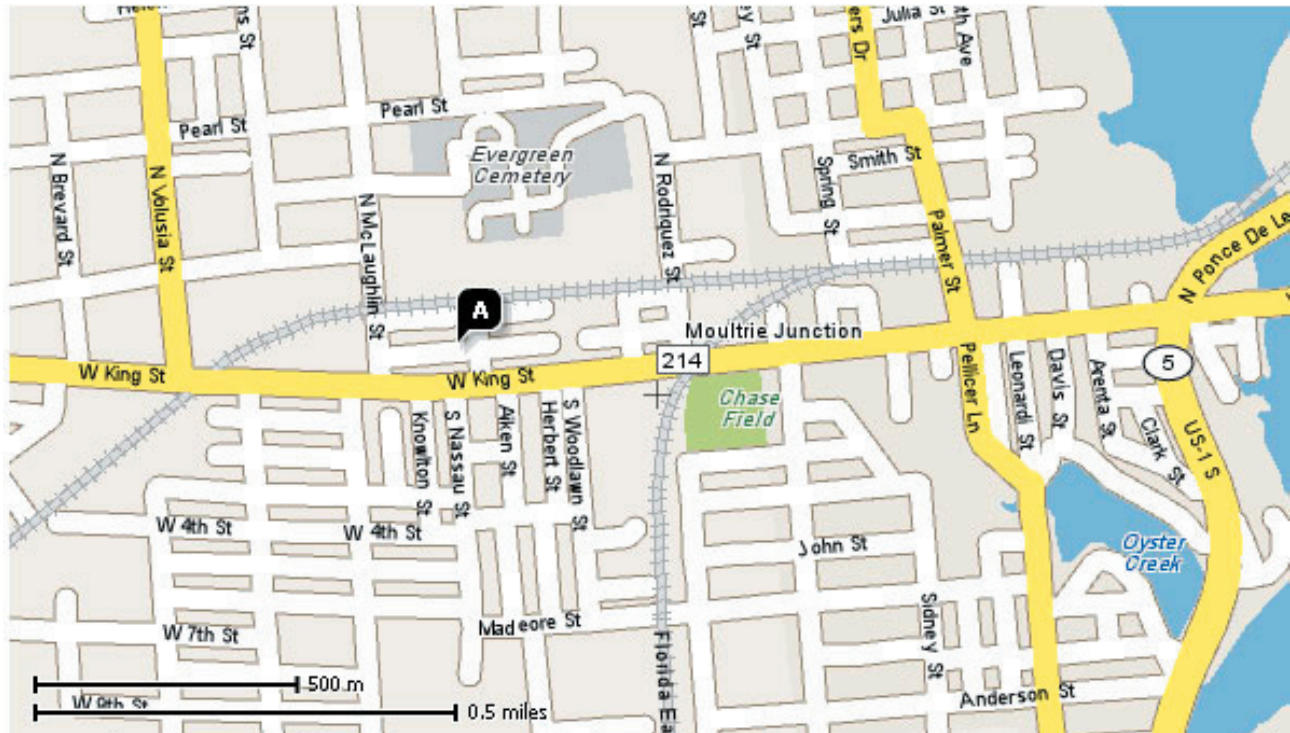 Julia St
Pearl St
Pearl St
Evergreen
Cemetery
Smith St
N Brevard St
N Volusia St
N McLaughlin St
N Rodriquez St
Spring St
Palmer St
N Ponce De Le
A
Moultrie Junction
214
W King St
W King St
Chase
Field
5
Knowlton St
S Nassau St
Aiken St
Herbert St
S Woodlawn St
Pellicer Ln
Leonardi St
Davis St
Arenta St
Clark St
US-1 S
W 4th St
W 4th St
John St
Oyster
Creek
W 7th St
Madeore St
Sidney St
Florida Ea
Anderson St
500 m
0.5 miles